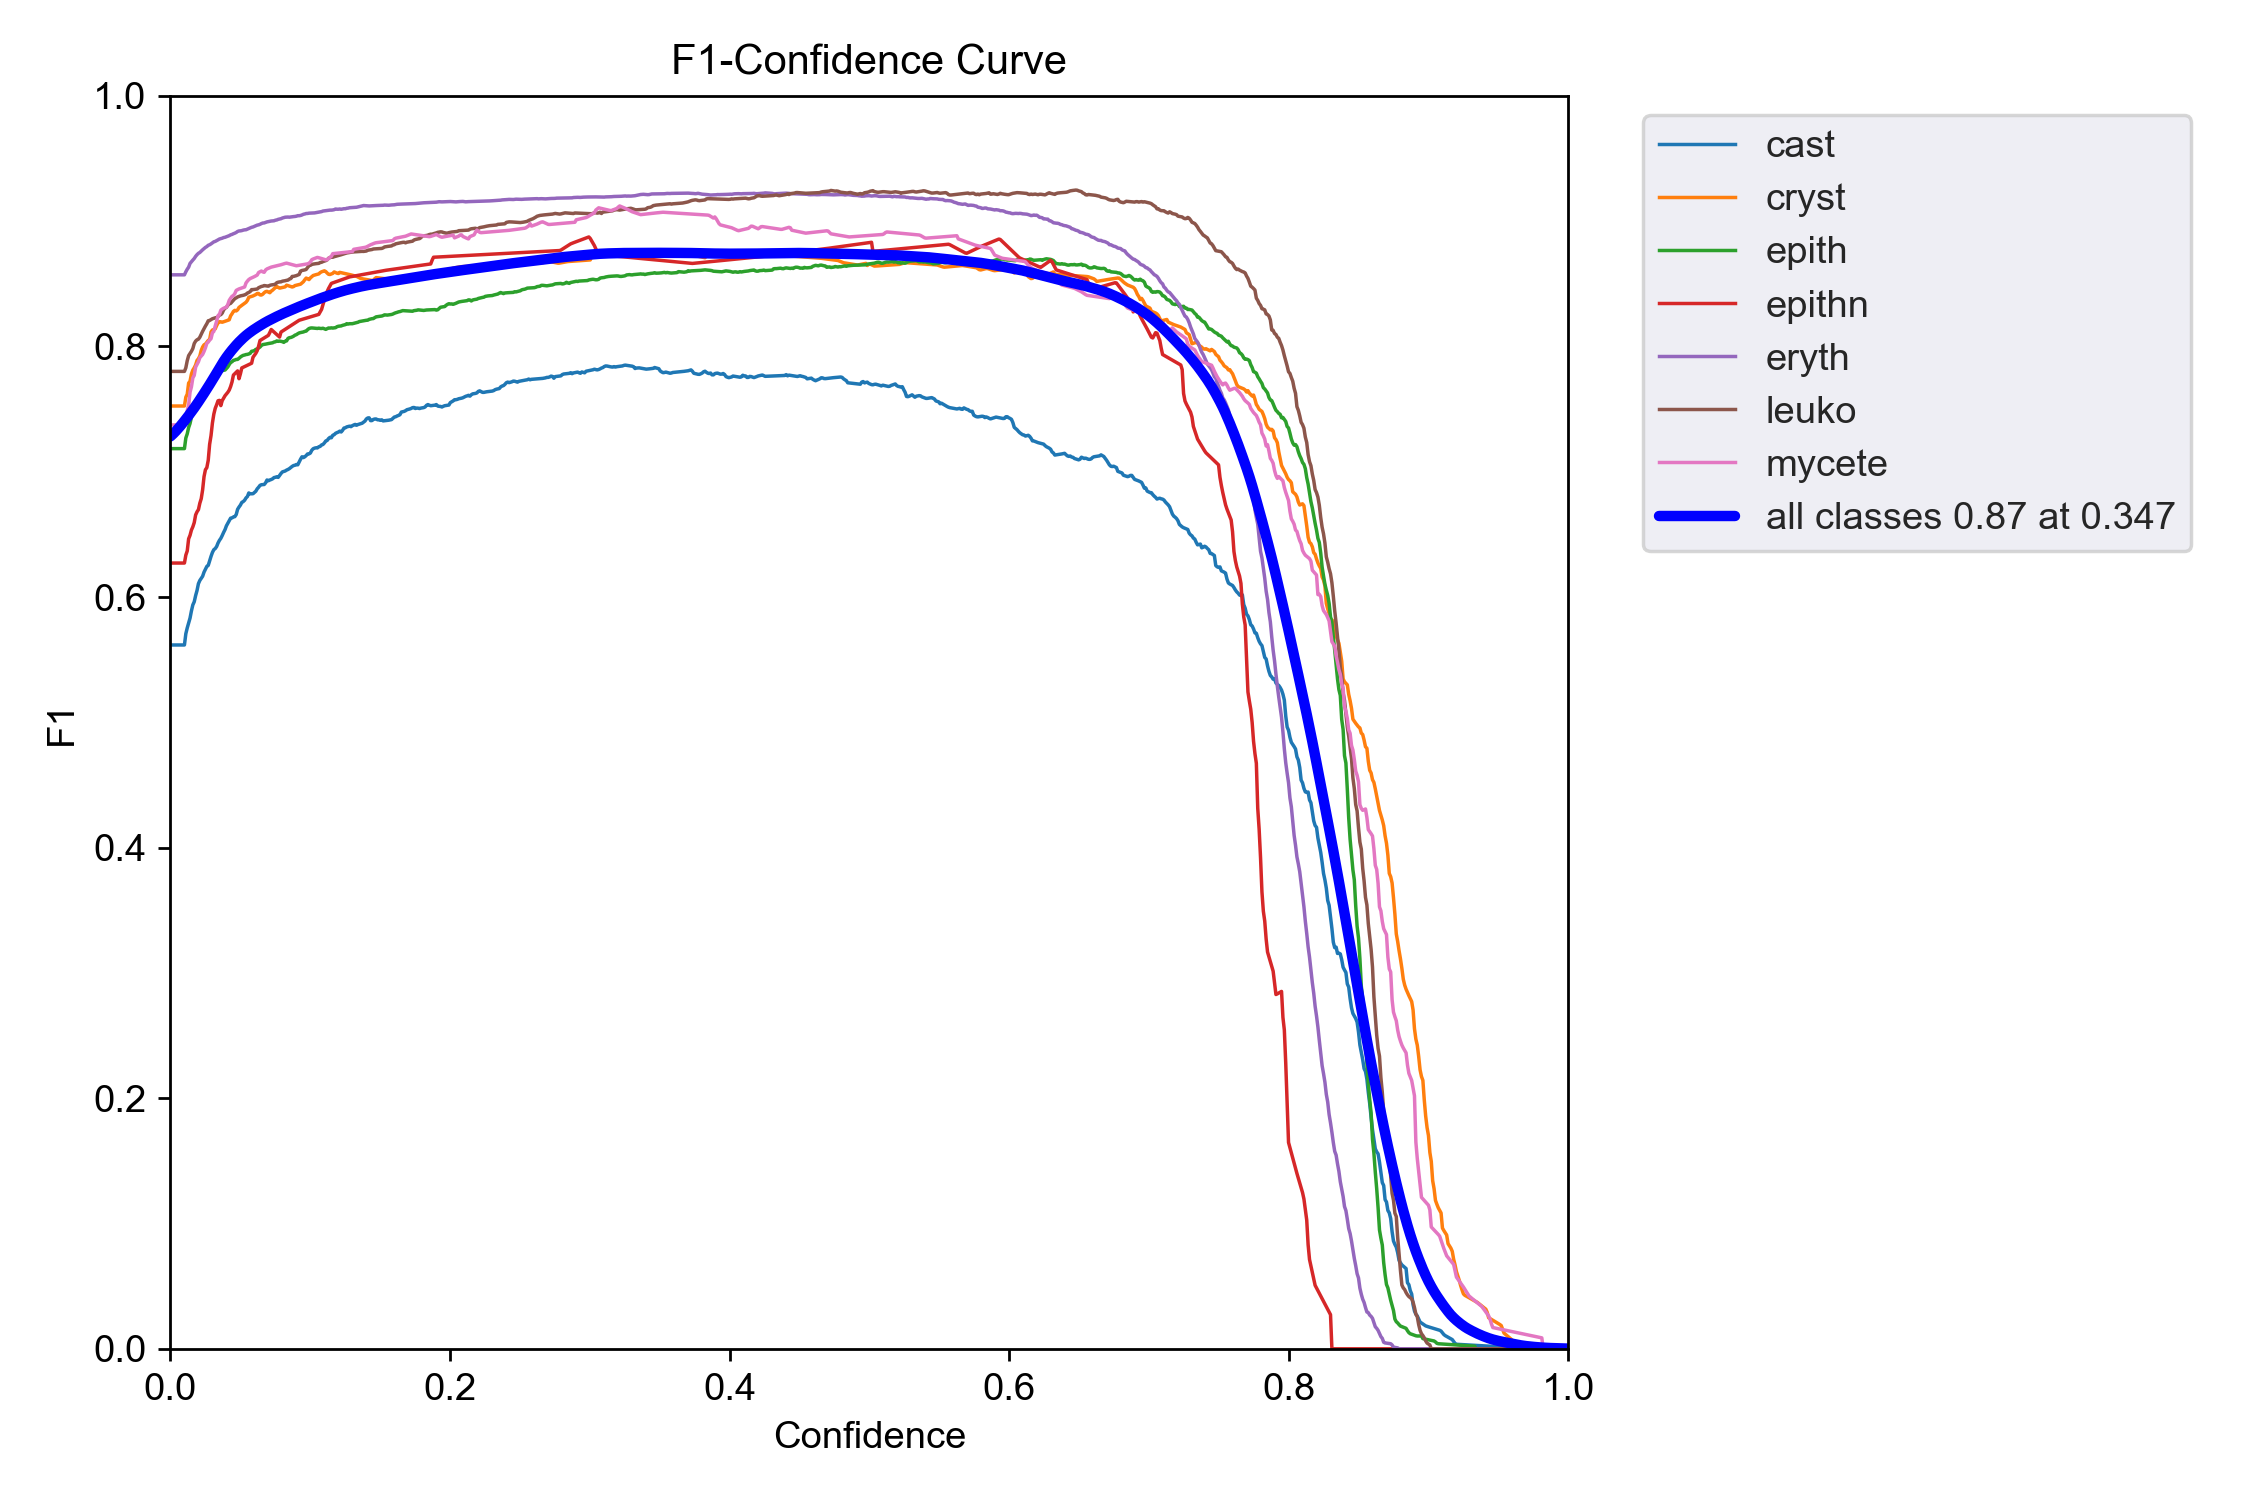 F1-Confidence Curve
1.0
0.8
0.6
0.4
0.2
0.0
F1
0.0 0.2 0.4 0.6 0.8 1.0
Confidence
cast
cryst
epith
epithn
eryth
leuko
mycete
all classes 0.87 at 0.347